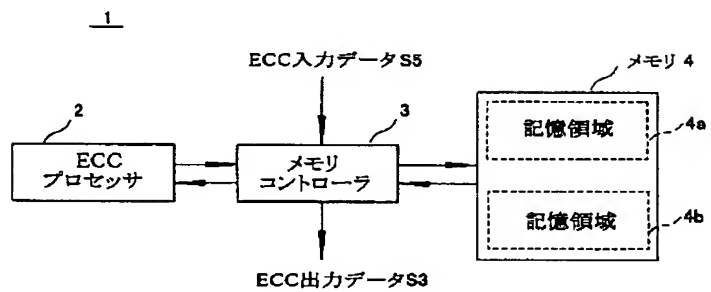 1
ECC入力データS5
メモリ 4
2
3
ECC
プロセッサ
メモリ
コントローラ
記憶領域
4a
記憶領域
4b
ECC出力データS3